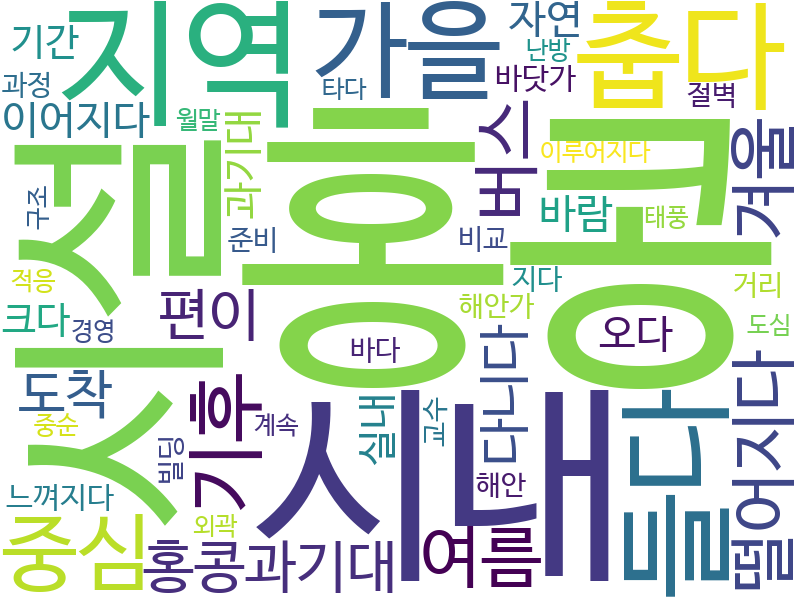 기간
지역
가을
자연
춥다
난방
과정
타다
바닷가
절벽
이어지다
월말
과기대
버스
이루어지다
겨울
시설
홍콩
구조
준비
비교
바람
태풍
적응
지다
거리
크다
편이
경영
해안가
오다
도심
바다
도착
기후
다니다
떨어지다
중순
계속
실내
교수
시내
들다
빌딩
느껴지다
해안
외곽
중심
홍콩과기대
여름